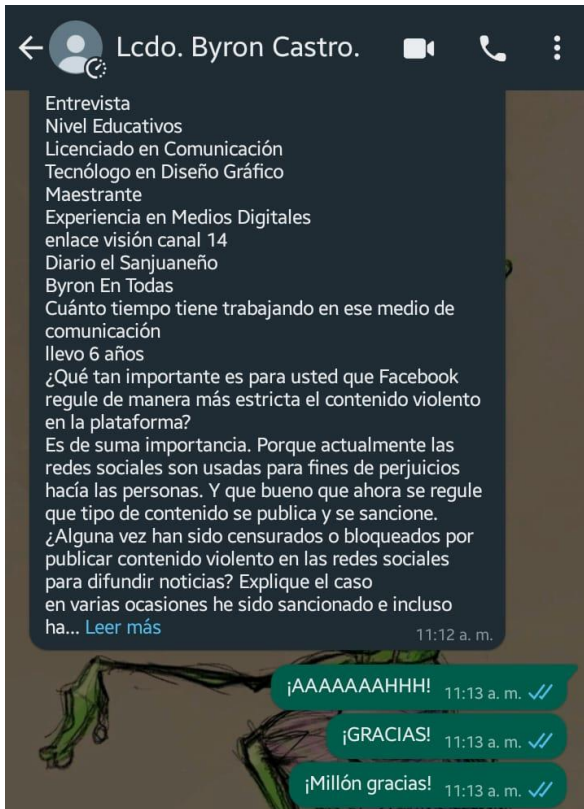 Lcdo. Byron Castro.
Entrevista
Nivel Educativos
Licenciado en Comunicación
Tecnólogo en Diseño Gráfico
Maestrante
Experiencia en Medios Digitales
enlace visión canal 14
Diario el Sanjuaneño
Byron En Todas
Cuánto tiempo tiene trabajando en ese medio de
comunicación
llevo 6 años
¿Qué tan importante es para usted que Facebook
regule de manera más estricta el contenido violento
en la plataforma?
Es de suma importancia. Porque actualmente las
redes sociales son usadas para fines de perjuicios
hacía las personas. Y que bueno que ahora se regule
que tipo de contenido se publica y se sancione.
¿Alguna vez han sido censurados o bloqueados por
publicar contenido violento en las redes sociales
para difundir noticias? Explique el caso
en varias ocasiones he sido sancionado e incluso
ha... Leer más
11:12 a. m.
¡AAAAAAAHHH! 11:13 a. m.
¡GRACIAS! 11:13 a. m.
¡Millón gracias! 11:13 a. m.